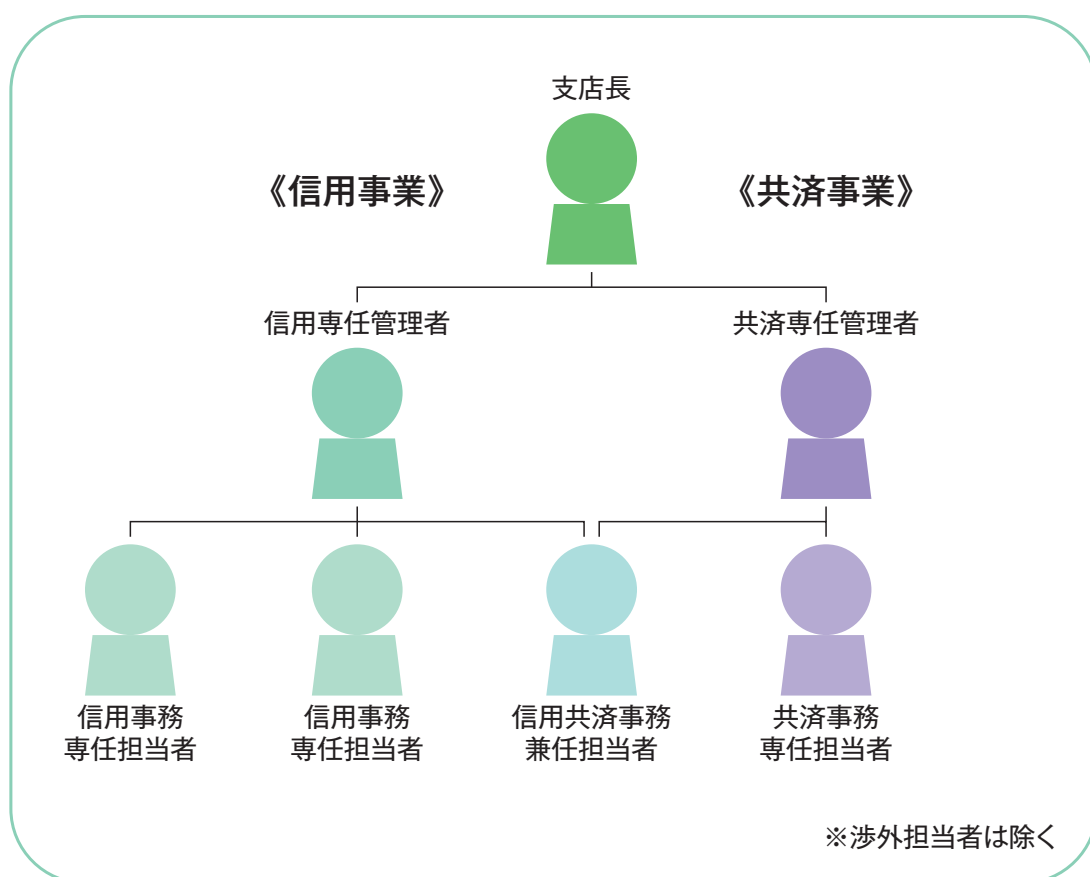 支店長
《信用事業》
《共済事業》
信用専任管理者
共済専任管理者
信用事務
専任担当者
信用事務
専任担当者
信用共済事務
兼任担当者
共済事務
専任担当者
※渉外担当者は除く